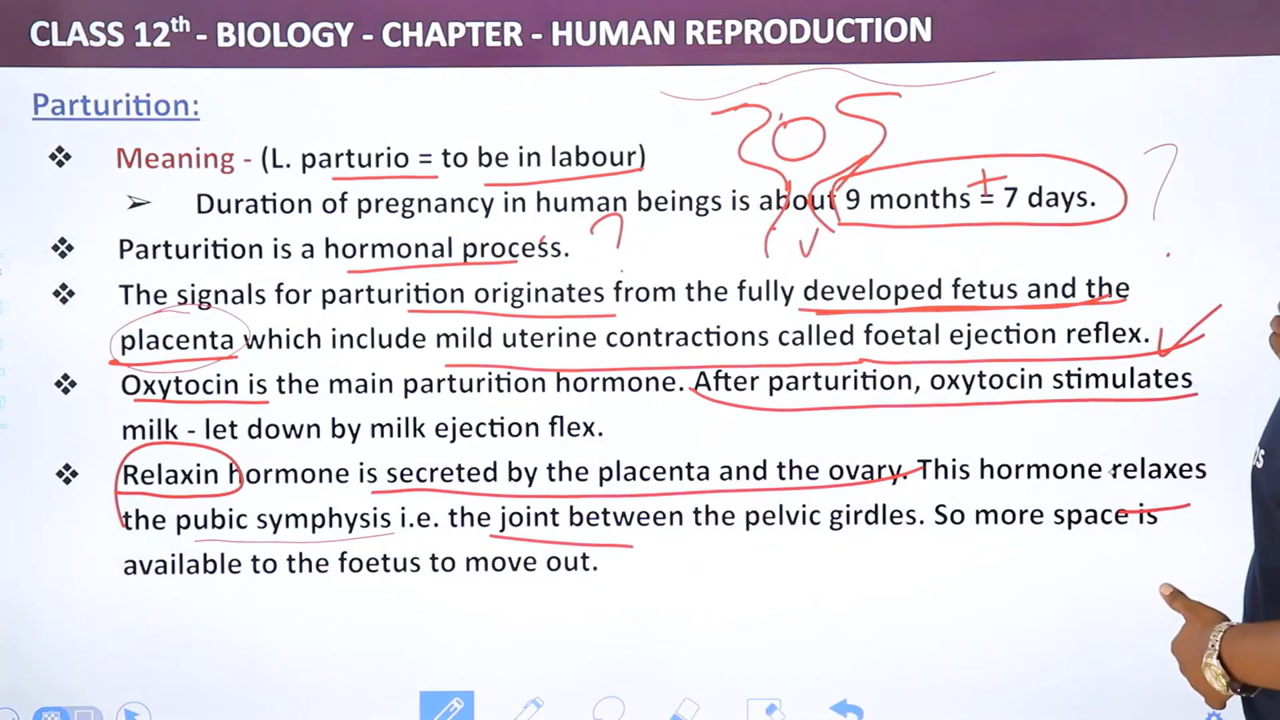 CLASS 12th - BIOLOGY - CHAPTER - HUMAN REPRODUCTION
Parturition:
❖ Meaning - (L. parturio = to be in labour)
➢ Duration of pregnancy in human beings is about 9 months ± 7 days.
❖ Parturition is a hormonal process. ?
?
❖ The signals for parturition originates from the fully developed fetus and the
placenta which include mild uterine contractions called foetal ejection reflex.
❖ Oxytocin is the main parturition hormone. After parturition, oxytocin stimulates
milk - let down by milk ejection flex.
❖ Relaxin hormone is secreted by the placenta and the ovary. This hormone relaxes
the pubic symphysis i.e. the joint between the pelvic girdles. So more space is
available to the foetus to move out.